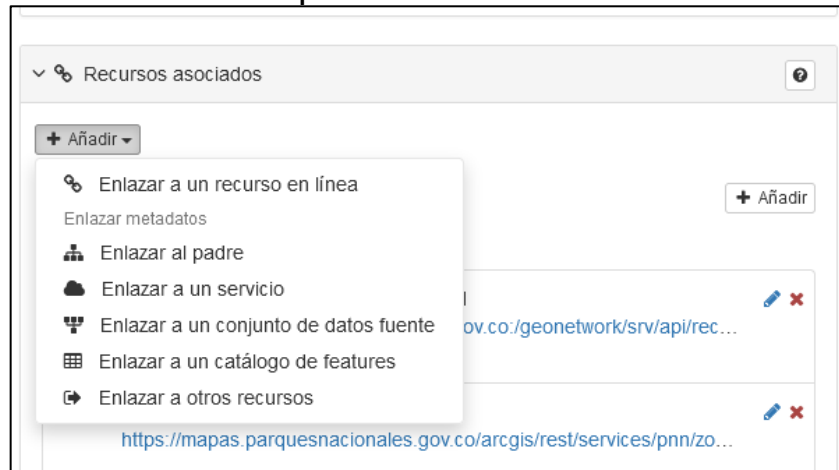 Recursos asociados
+ Añadir
Enlazar a un recurso en línea
+ Añadir
Enlazar metadatos
Enlazar al padre
Enlazar a un servicio
Enlazar a un conjunto de datos fuente
ov.co:/geonetwork/srv/api/rec...
Enlazar a un catálogo de features
Enlazar a otros recursos
https://mapas.parquesnacionales.gov.co/arcgis/rest/services/pnn/zo...